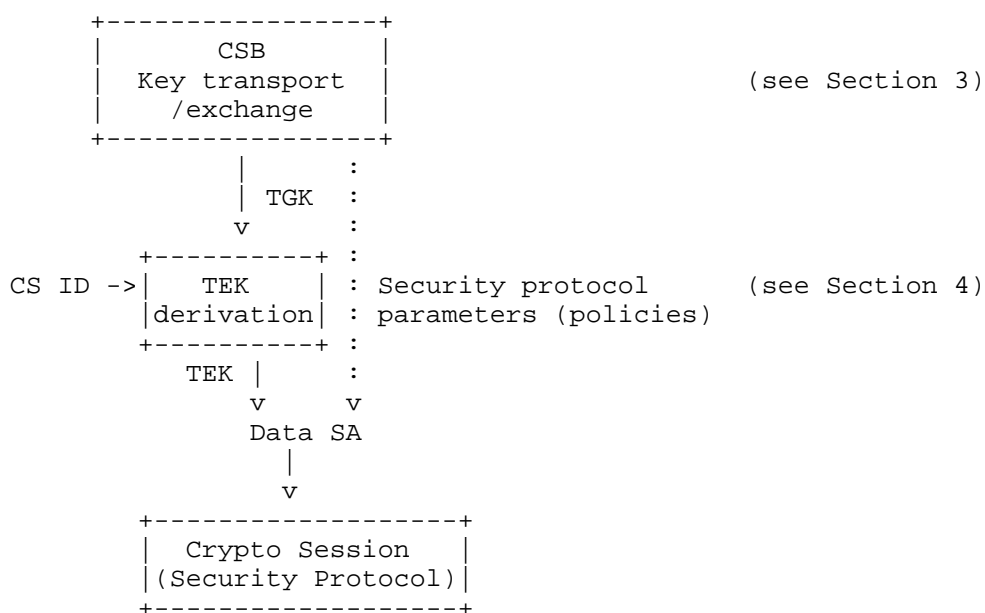 CSB
Key transport (see Section 3)
/exchange
TGK
CS ID -> TEK Security protocol (see Section 4)
derivation parameters (policies)
TEK
v v
Data SA
v
Crypto Session
(Security Protocol)